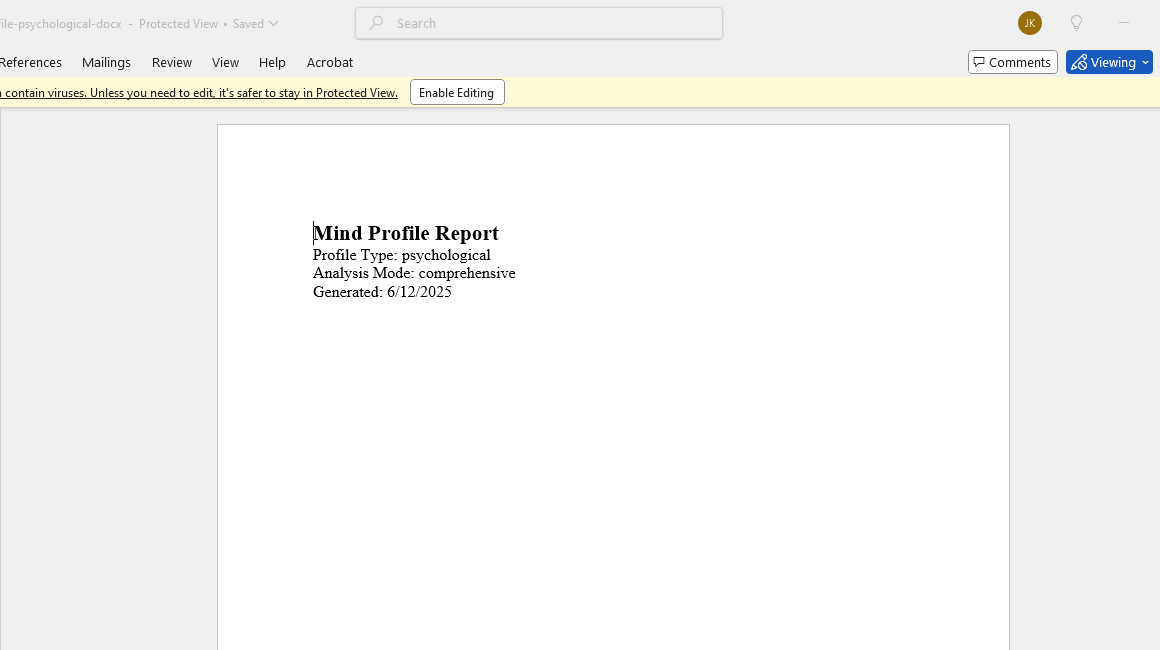 file-psychological-docx - Protected View • Saved
Search
JK
References Mailings Review View Help Acrobat
Comments Viewing
contain viruses. Unless you need to edit, it's safer to stay in Protected View. Enable Editing
Mind Profile Report
Profile Type: psychological
Analysis Mode: comprehensive
Generated: 6/12/2025